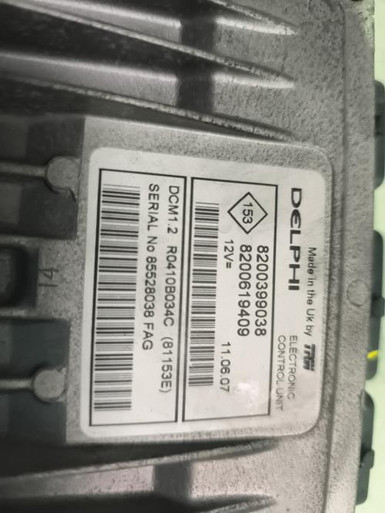 Made in the Uk by TRW
DELPHI ELECTRONIC
CONTROL UNIT
153
8200399038
8200619409
12V= 11.06.07
DCM1.2 R0410B034C (81153E)
SERIAL No 85528038 FAG
14